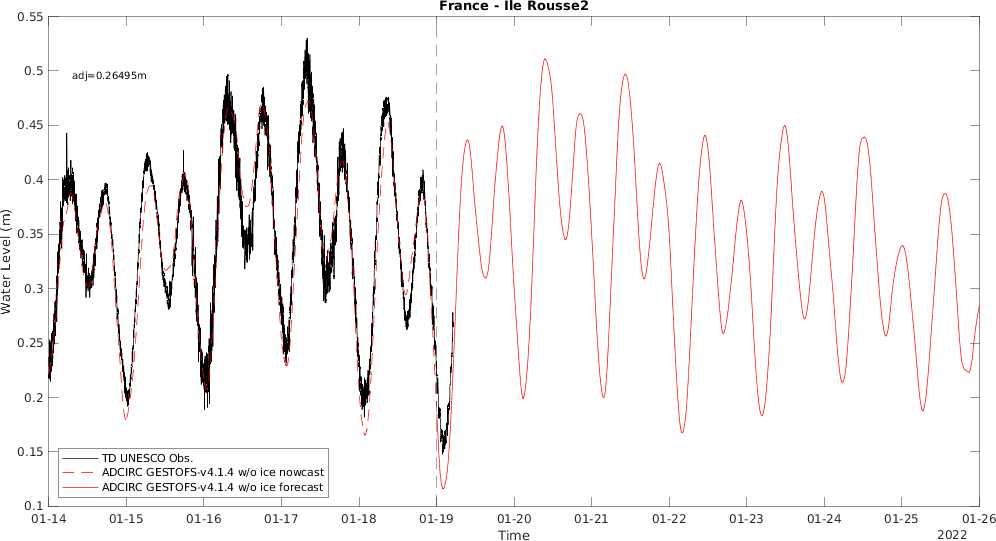 France - Ile Rousse2
adj=0.26495m
Water Level (m)
0.55
0.5
0.45
0.4
0.35
0.3
0.25
0.2
0.15
0.1
TD UNESCO Obs.
ADCIRC GESTOFS-v4.1.4 w/o ice nowcast
ADCIRC GESTOFS-v4.1.4 w/o ice forecast
01-14 01-15 01-16 01-17 01-18 01-19 01-20 01-21 01-22 01-23 01-24 01-25 01-26
Time
2022